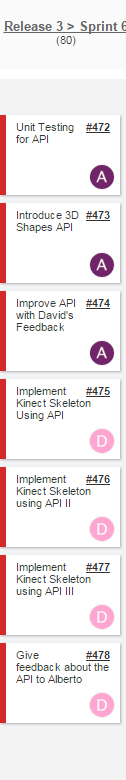 Release 3 > Sprint 6
(80)
Unit Testing #472
for API
A
Introduce 3D #473
Shapes API
A
Improve API #474
with David's
Feedback
A
Implement #475
Kinect Skeleton
Using API
D
Implement #476
Kinect Skeleton
using API II
D
Implement #477
Kinect Skeleton
using API III
D
Give #478
feedback about the
API to Alberto
D